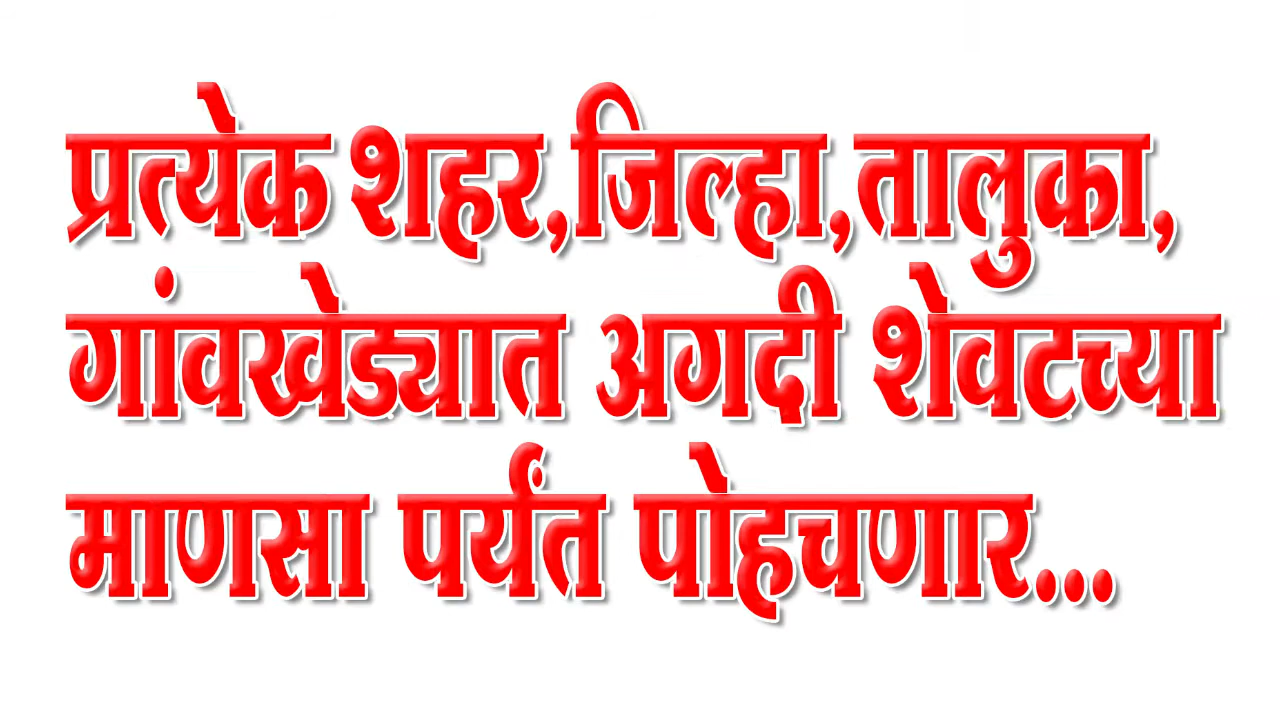 प्रत्येक शहर,जिल्हा,तालुका,
गांवखेड्यात अगदी शेवटच्या
माणसा पर्यंत पोहचणार...